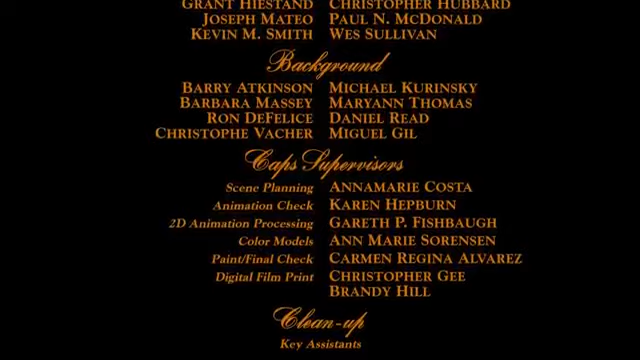 GRANT HIESTAND CHRISTOPHER HUBBARD
JOSEPH MATEO PAUL N. MCDONALD
KEVIN M. SMITH WES SULLIVAN
Background
BARRY ATKINSON MICHAEL KURINSKY
BARBARA MASSEY MARYANN THOMAS
RON DEFELICE DANIEL READ
CHRISTOPHE VACHER MIGUEL GIL
Caps Supervisors
Scene Planning ANNAMARIE COSTA
Animation Check KAREN HEPBURN
2D Animation Processing GARETH P. FISHBAUGH
Color Models ANN MARIE SORENSEN
Paint/Final Check CARMEN REGINA ALVAREZ
Digital Film Print CHRISTOPHER GEE
BRANDY HILL
Clean-up
Key Assistants